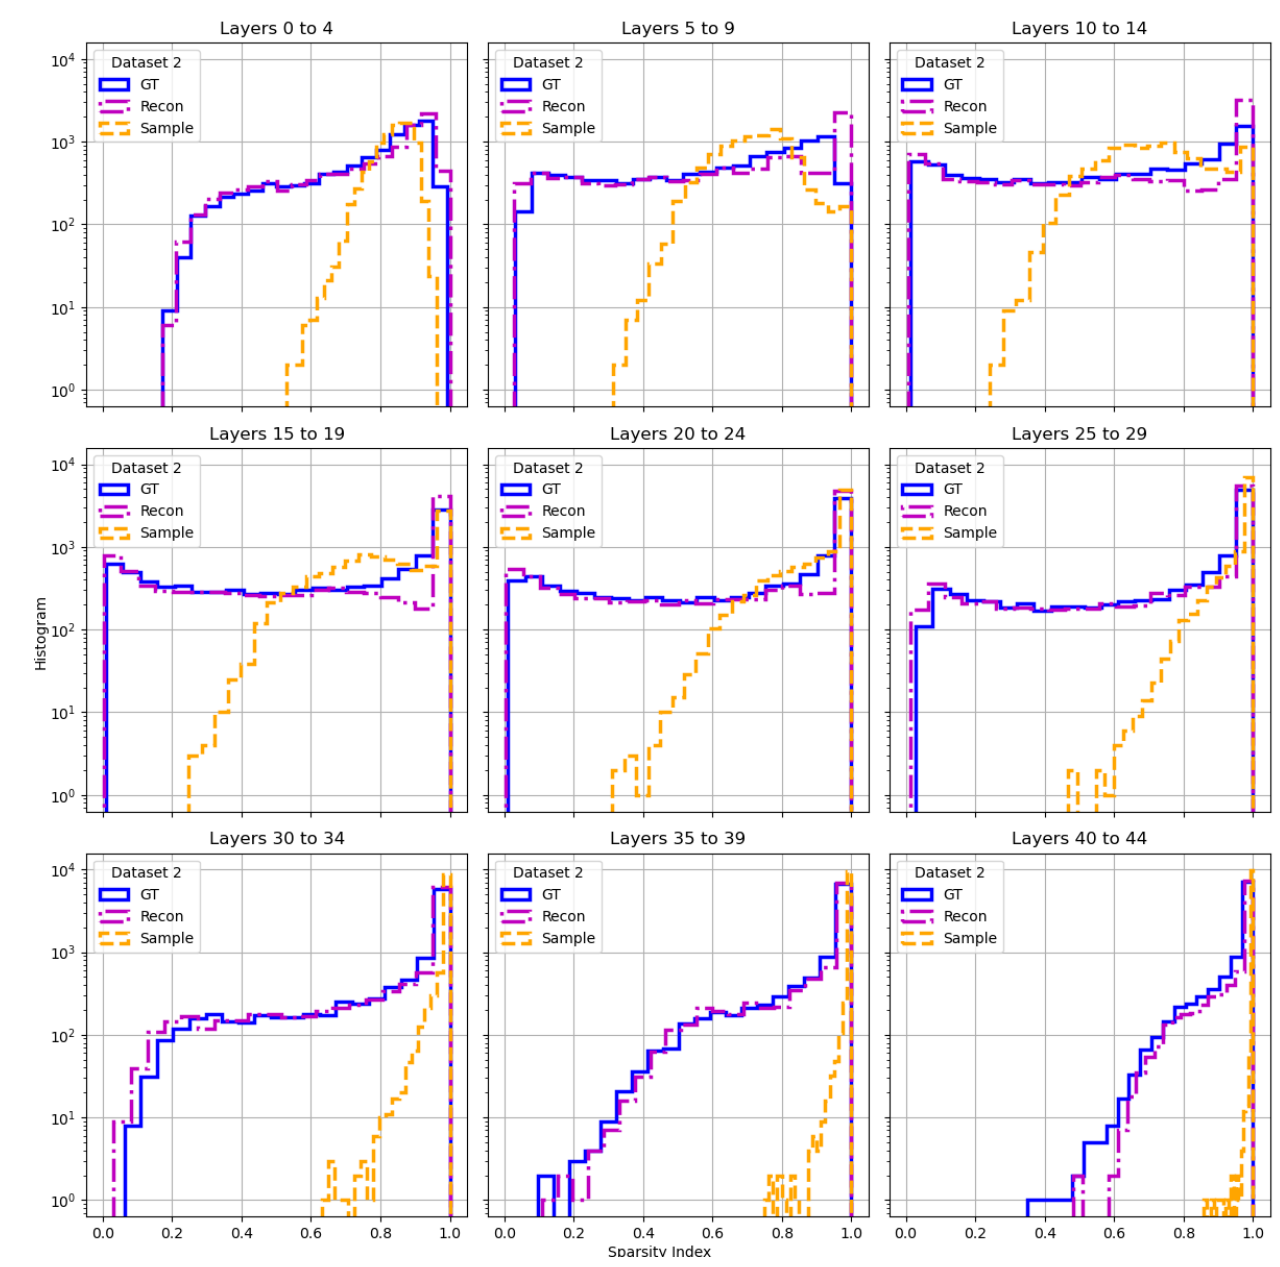 Layers 0 to 4
Layers 5 to 9
Layers 10 to 14
10⁴
10³
10²
10¹
10⁰
Dataset 2
GT
Recon
Sample
Dataset 2
GT
Recon
Sample
Dataset 2
GT
Recon
Sample
Layers 15 to 19
Layers 20 to 24
Layers 25 to 29
Histogram
10⁴
10³
10²
10¹
10⁰
Dataset 2
GT
Recon
Sample
Dataset 2
GT
Recon
Sample
Dataset 2
GT
Recon
Sample
Layers 30 to 34
Layers 35 to 39
Layers 40 to 44
10⁴
10³
10²
10¹
10⁰
Dataset 2
GT
Recon
Sample
Dataset 2
GT
Recon
Sample
Dataset 2
GT
Recon
Sample
0.0 0.2 0.4 0.6 0.8 1.0
0.0 0.2 0.4 0.6 0.8 1.0
0.0 0.2 0.4 0.6 0.8 1.0
Sparsity Index